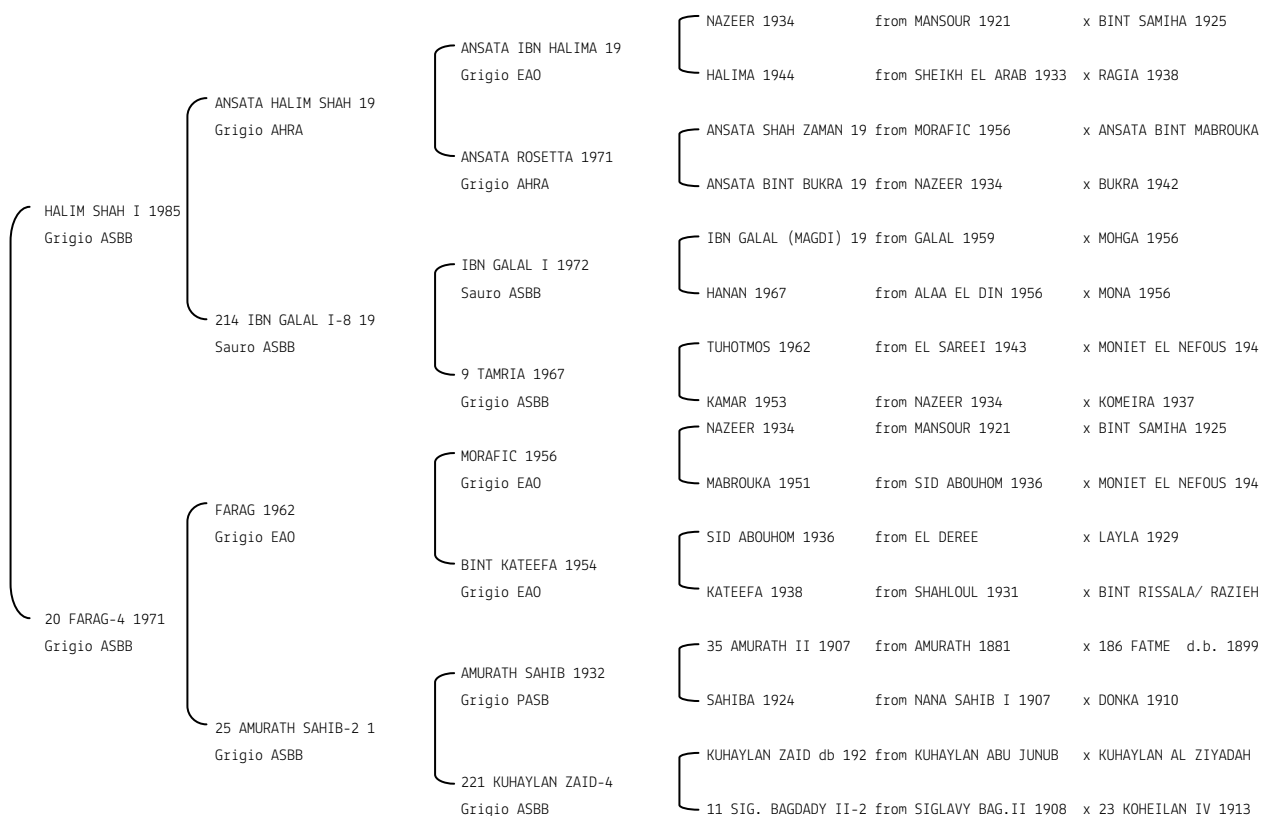 NAZEER 1934 from MANSOUR 1921 x BINT SAMIHA 1925
ANSATA IBN HALIMA 19
Grigio EAO
HALIMA 1944 from SHEIKH EL ARAB 1933 x RAGIA 1938
ANSATA HALIM SHAH 19
Grigio AHRA
ANSATA SHAH ZAMAN 19 from MORAFIC 1956 x ANSATA BINT MABROUKA
ANSATA ROSETTA 1971
Grigio AHRA
ANSATA BINT BUKRA 19 from NAZEER 1934 x BUKRA 1942
HALIM SHAH I 1985
Grigio ASBB
IBN GALAL (MAGDI) 19 from GALAL 1959 x MOHGA 1956
IBN GALAL I 1972
Sauro ASBB
HANAN 1967 from ALAA EL DIN 1956 x MONA 1956
214 IBN GALAL I-8 19
Sauro ASBB
TUHOTMOS 1962 from EL SAREEI 1943 x MONIET EL NEFOUS 194
9 TAMRIA 1967
Grigio ASBB
KAMAR 1953 from NAZEER 1934 x KOMEIRA 1937
NAZEER 1934 from MANSOUR 1921 x BINT SAMIHA 1925
MORAFIC 1956
Grigio EAO
MABROUKA 1951 from SID ABOUHOM 1936 x MONIET EL NEFOUS 194
FARAG 1962
Grigio EAO
SID ABOUHOM 1936 from EL DEREE x LAYLA 1929
BINT KATEEFA 1954
Grigio EAO
KATEEFA 1938 from SHAHLOUL 1931 x BINT RISSALA/ RAZIEH
20 FARAG-4 1971
Grigio ASBB
35 AMURATH II 1907 from AMURATH 1881 x 186 FATME d.b. 1899
AMURATH SAHIB 1932
Grigio PASB
SAHIBA 1924 from NANA SAHIB I 1907 x DONKA 1910
25 AMURATH SAHIB-2 1
Grigio ASBB
KUHAYLAN ZAID db 192 from KUHAYLAN ABU JUNUB x KUHAYLAN AL ZIYADAH
221 KUHAYLAN ZAID-4
Grigio ASBB
11 SIG. BAGDADY II-2 from SIGLAVY BAG.II 1908 x 23 KOHEILAN IV 1913